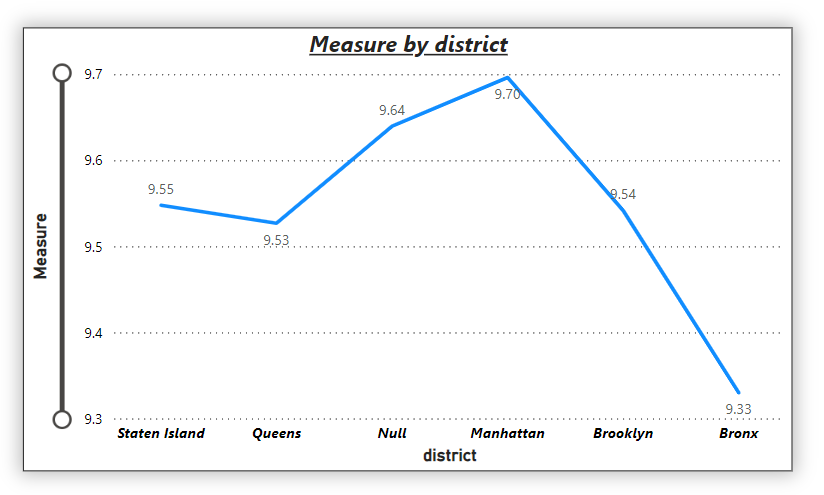 Measure by district
Measure
9.7
9.6
9.5
9.4
9.3
9.55
9.53
9.64
9.70
9.54
9.33
Staten Island Queens Null Manhattan Brooklyn Bronx
district